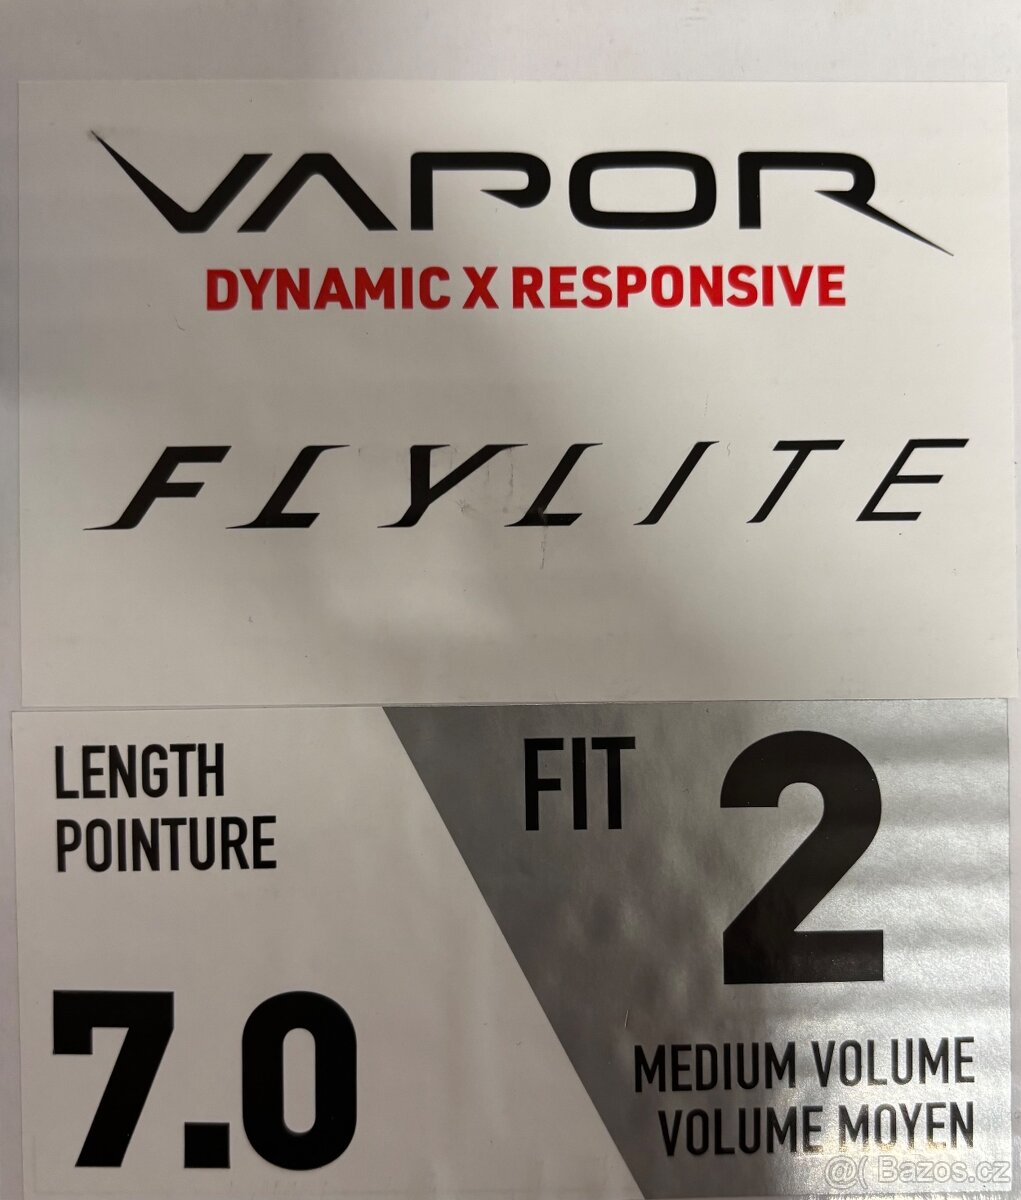 VAPOR
DYNAMIC X RESPONSIVE
FLYLITE
LENGTH
POINTURE
7.0
FIT 2
MEDIUM VOLUME
VOLUME MOYEN
@( Bazos.cz